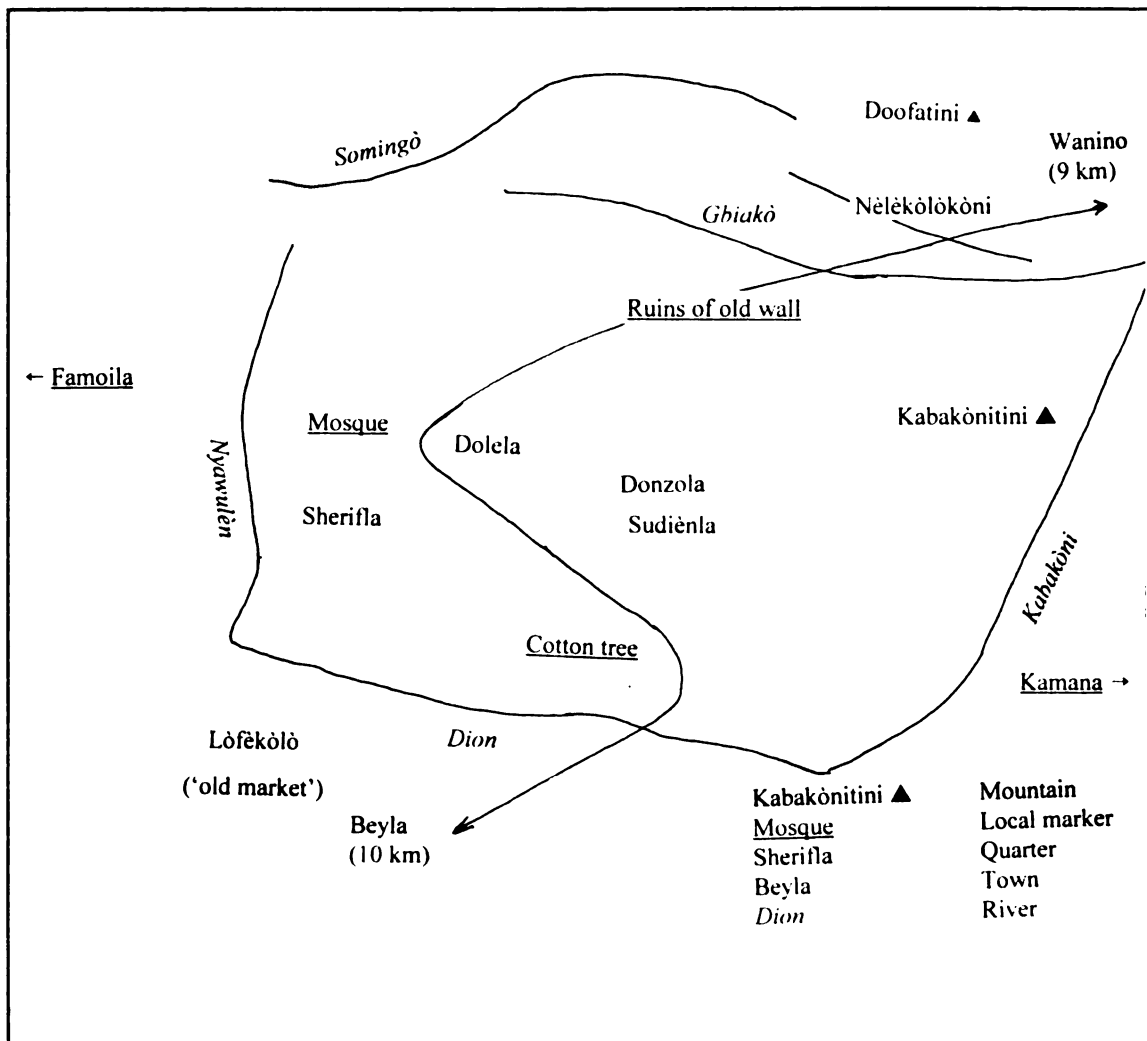 Doofatini ▲
Wanino
(9 km)
Somingò
Nèlèkòlòkòni
Gbiakò
Ruins of old wall
← Famoila
Mosque
Dolela
Kabakònitini ▲
Nyawulèn
Donzola
Sherifla
Sudiènla
Kabakòni
Cotton tree
Kamana →
Lòfèkòlò
Dion
('old market')
Beyla
(10 km)
Kabakònitini ▲ Mountain
Mosque Local marker
Sherifla Quarter
Beyla Town
Dion River